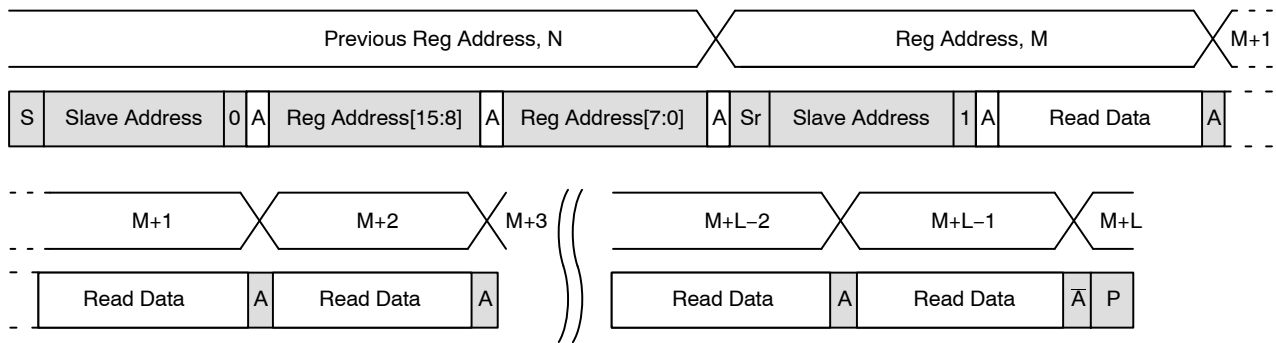 Previous Reg Address, N Reg Address, M M+1
S Slave Address 0 A Reg Address[15:8] A Reg Address[7:0] A Sr Slave Address 1 A Read Data A
M+1 M+2 M+3 M+L−2 M+L−1 M+L
Read Data A Read Data A Read Data A Read Data A̅ P